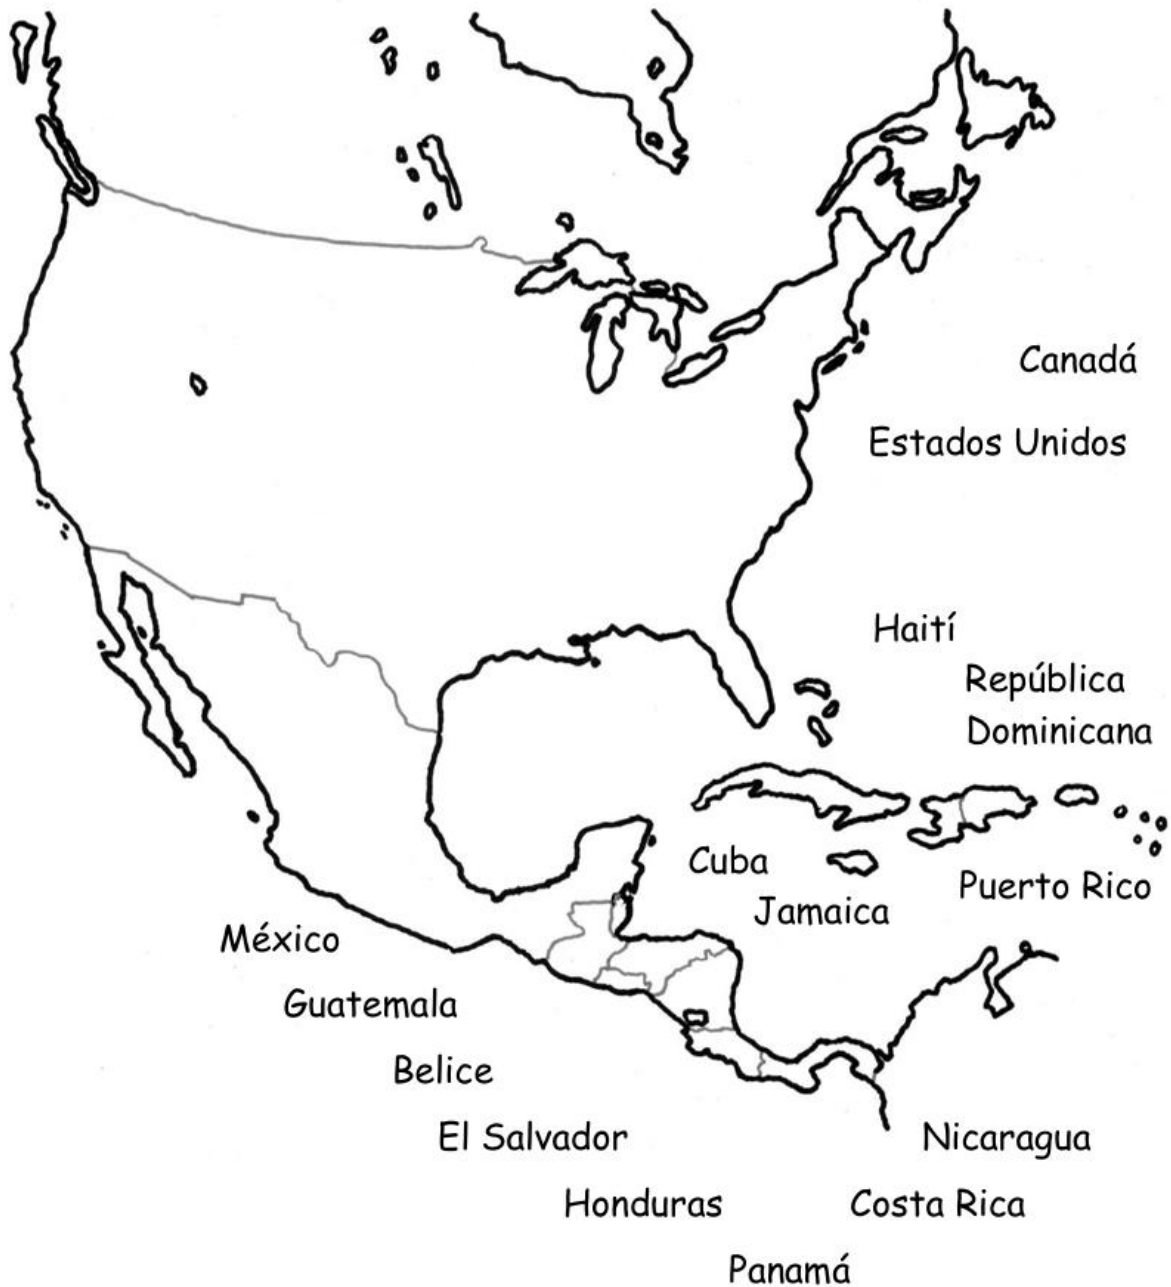 Canadá
Estados Unidos
Haití
República
Dominicana
Cuba
Puerto Rico
Jamaica
México
Guatemala
Belice
El Salvador
Nicaragua
Honduras
Costa Rica
Panamá